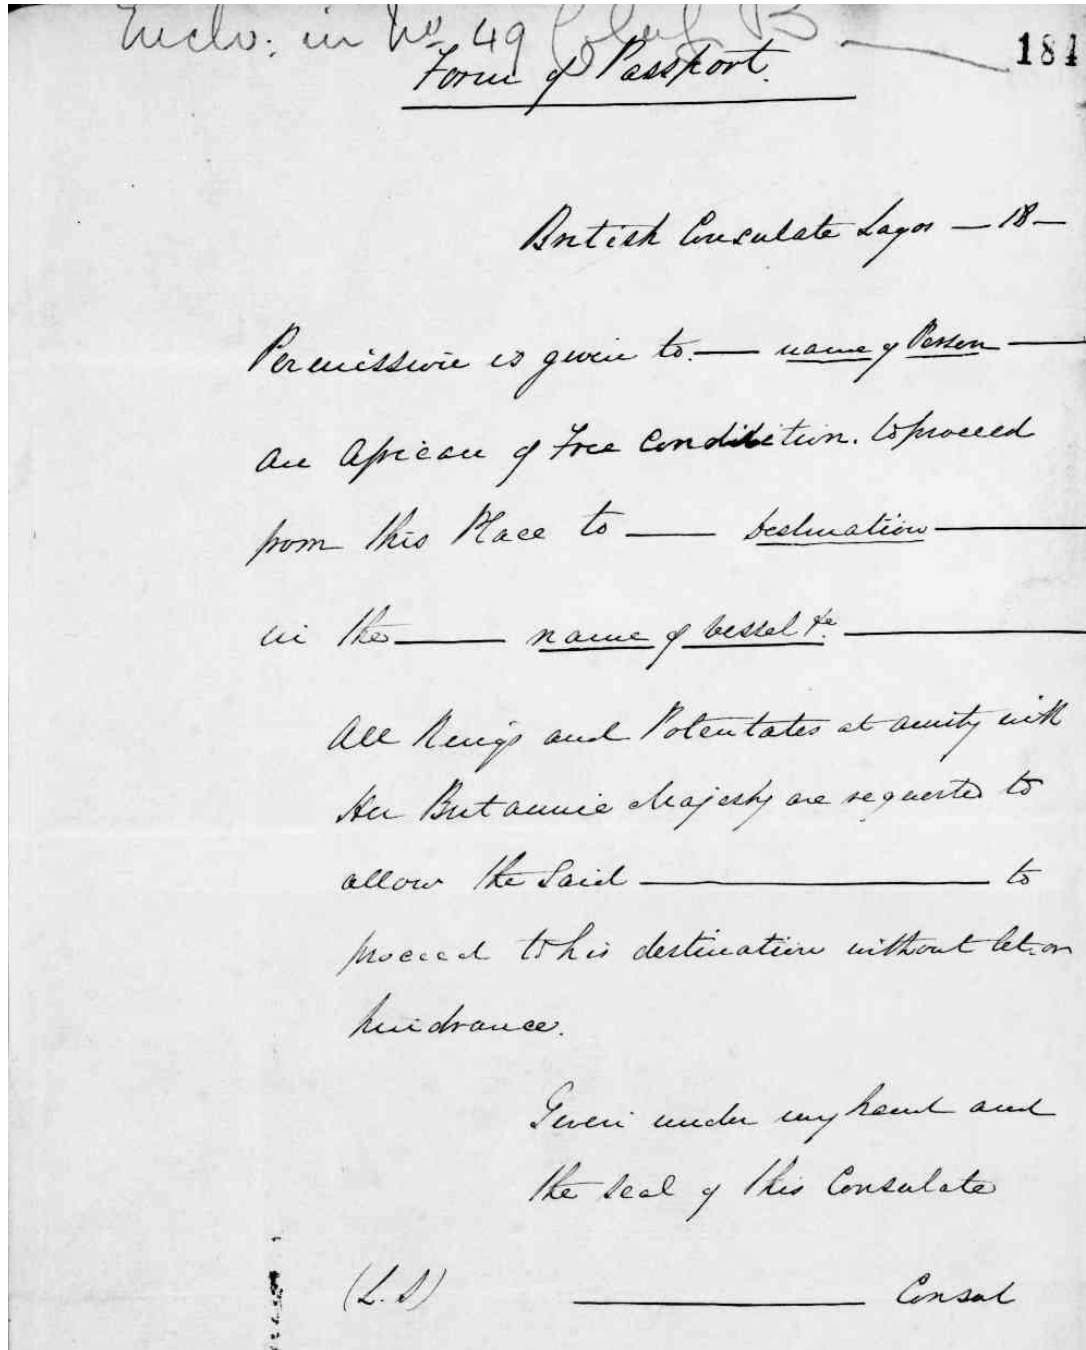 Enclo: in No 49
184
Form of Passport.
British Consulate Lagos — 18 —
Permission is given to. — name of Person —
an African of Free Condition. to proceed
from this Place to — Destination —
in the — name of Vessel &c. —
All Kings and Potentates at amity with
Her Britannic Majesty are requested to
allow the Said — to
proceed to his destination without let or
hindrance.
Given under my hand and
the seal of this Consulate
(L.S) — Consul